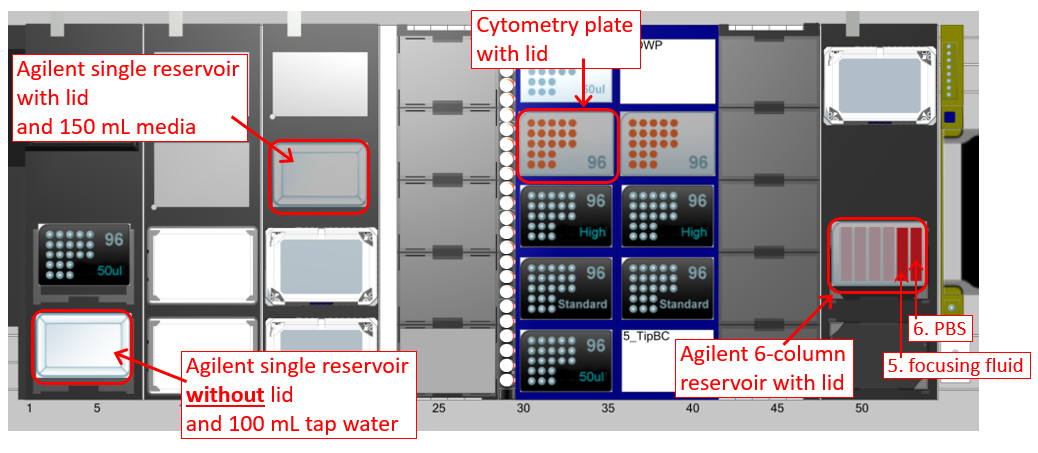 Cytometry plate
with lid
Agilent single reservoir
with lid
and 150 mL media
50ul
96
96
96
High
96
High
96
50ul
96
Standard
96
Standard
96
50ul
5_TipBC
6. PBS
5. focusing fluid
Agilent 6-column
reservoir with lid
Agilent single reservoir
without lid
and 100 mL tap water
1
5
25
30
35
40
45
50